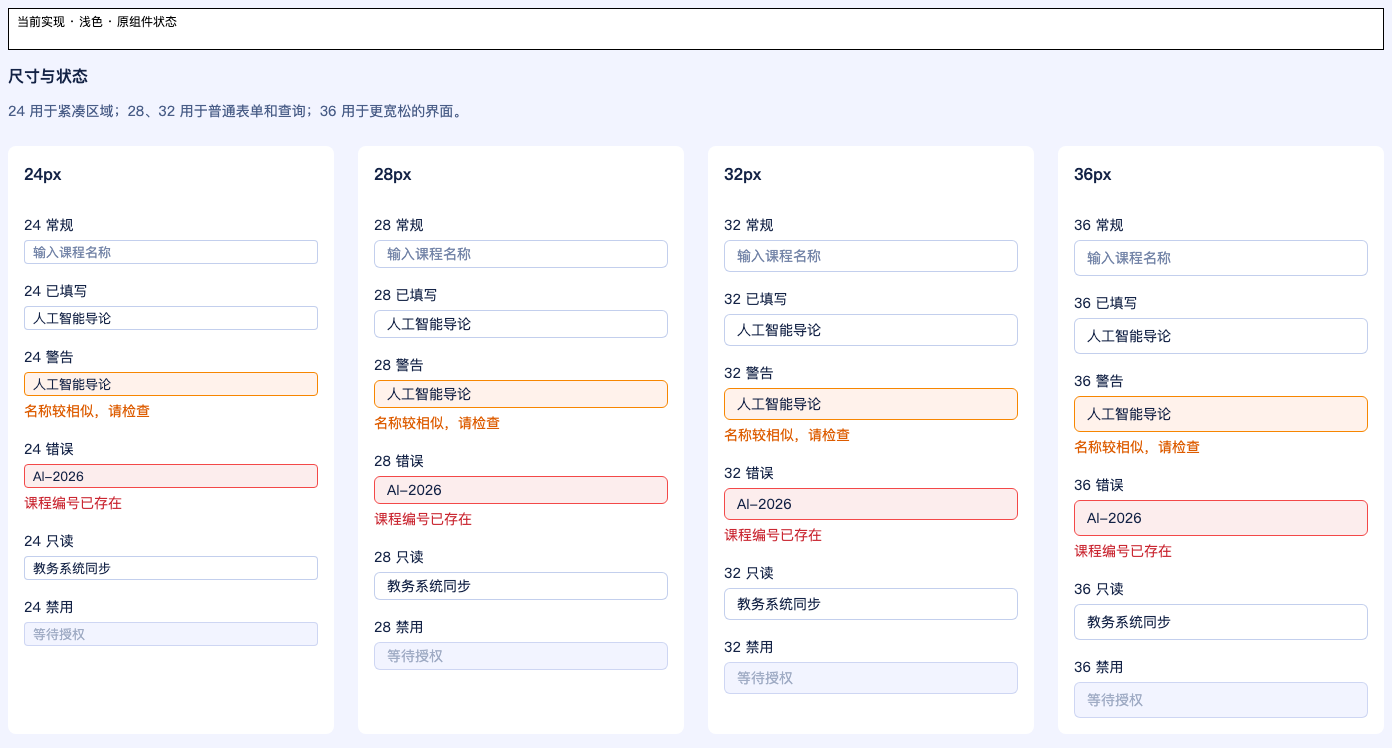 当前实现 · 浅色 · 原组件状态
尺寸与状态
24 用于紧凑区域；28、32 用于普通表单和查询；36 用于更宽松的界面。
24px
24 常规
输入课程名称
24 已填写
人工智能导论
24 警告
人工智能导论
名称较相似，请检查
24 错误
AI-2026
课程编号已存在
24 只读
教务系统同步
24 禁用
等待授权
28px
28 常规
输入课程名称
28 已填写
人工智能导论
28 警告
人工智能导论
名称较相似，请检查
28 错误
AI-2026
课程编号已存在
28 只读
教务系统同步
28 禁用
等待授权
32px
32 常规
输入课程名称
32 已填写
人工智能导论
32 警告
人工智能导论
名称较相似，请检查
32 错误
AI-2026
课程编号已存在
32 只读
教务系统同步
32 禁用
等待授权
36px
36 常规
输入课程名称
36 已填写
人工智能导论
36 警告
人工智能导论
名称较相似，请检查
36 错误
AI-2026
课程编号已存在
36 只读
教务系统同步
36 禁用
等待授权